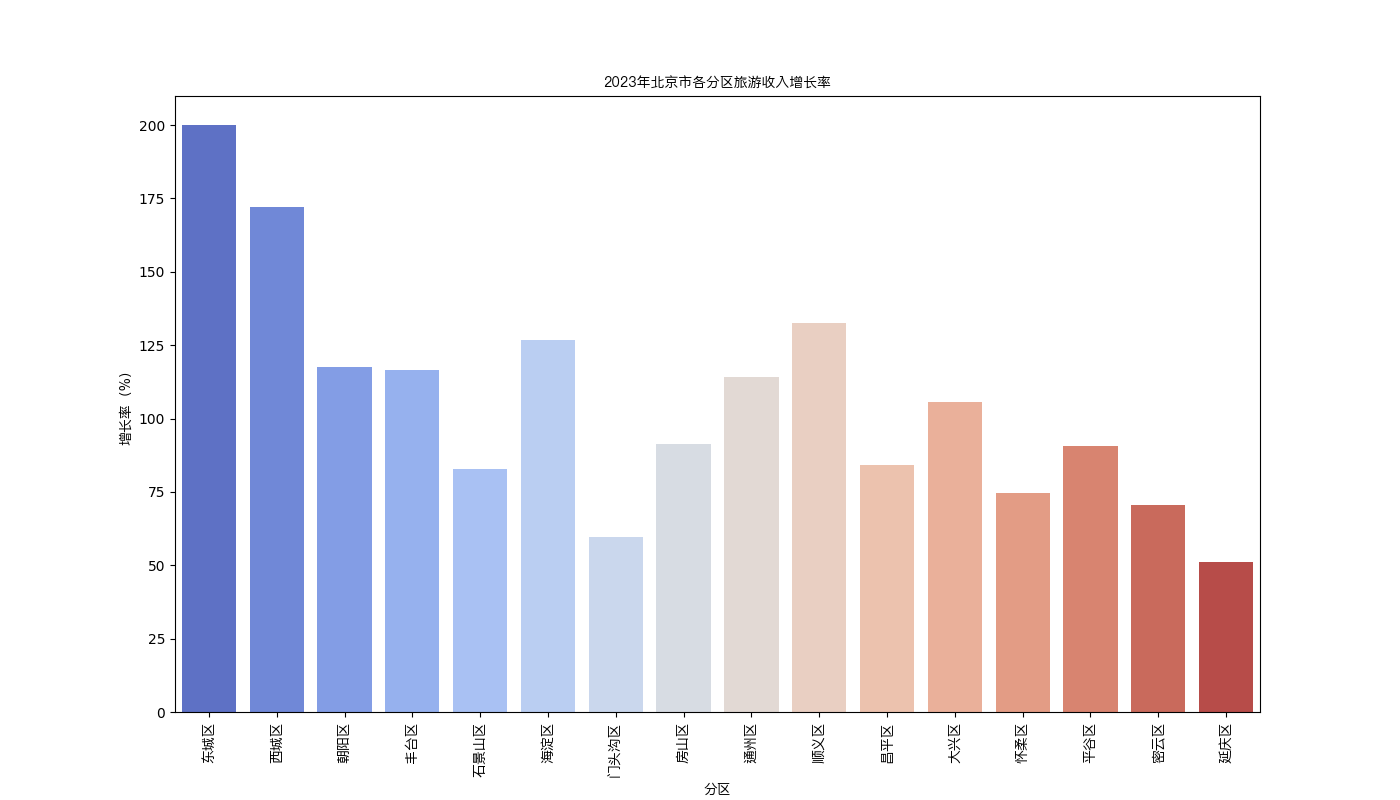 2023年北京市各分区旅游收入增长率
增长率（%）
200
175
150
125
100
75
50
25
0
东城区
西城区
朝阳区
丰台区
石景山区
海淀区
门头沟区
房山区
通州区
顺义区
昌平区
大兴区
怀柔区
平谷区
密云区
延庆区
分区